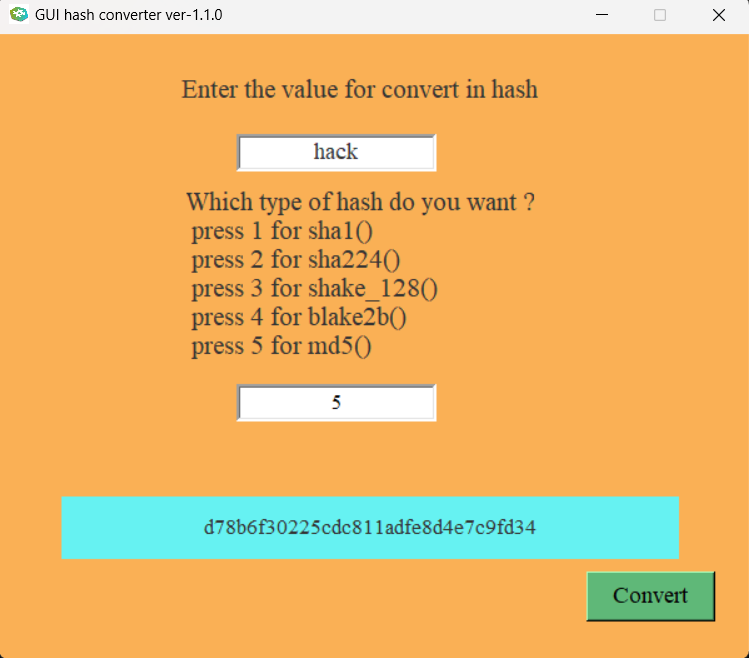 GUI hash converter ver-1.1.0
Enter the value for convert in hash
hack
Which type of hash do you want ?
press 1 for sha1()
press 2 for sha224()
press 3 for shake_128()
press 4 for blake2b()
press 5 for md5()
5
d78b6f30225cdc811adfe8d4e7c9fd34
Convert